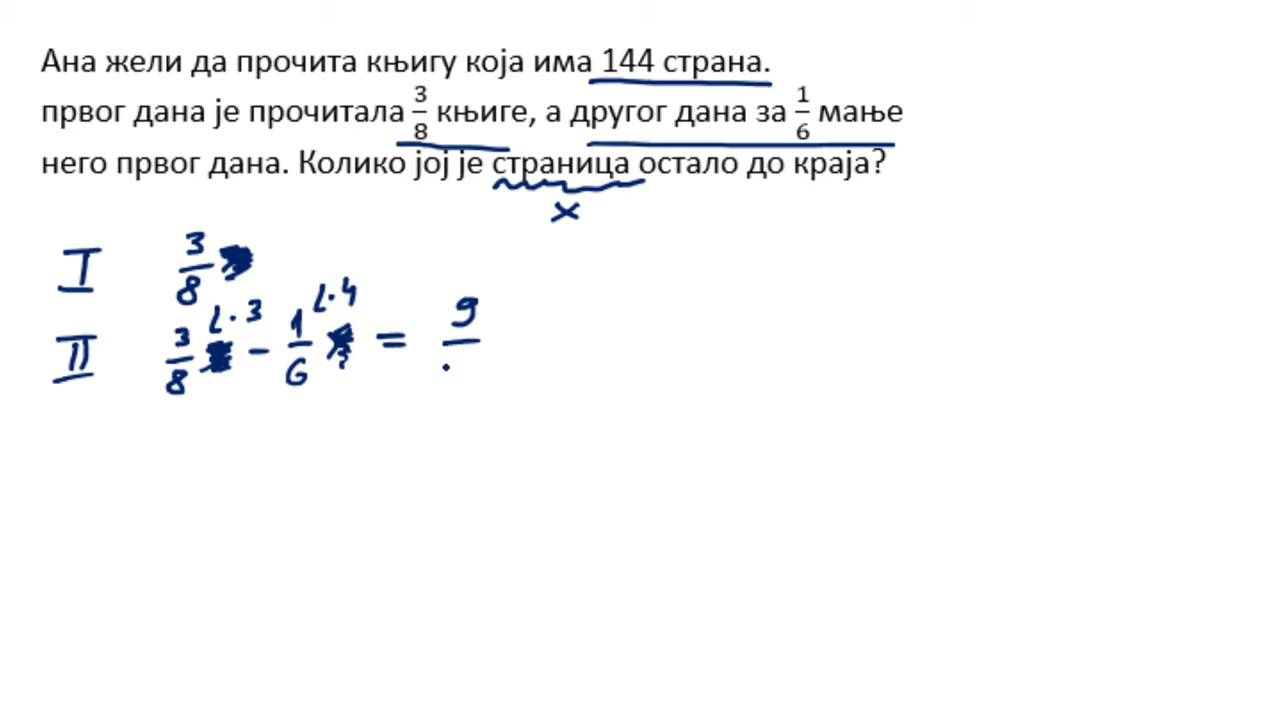 Ана жели да прочита књигу која има 144 страна.
првог дана је прочитала 3/8 књиге, а другог дана за 1/6 мање
него првог дана. Колико јој је страница остало до краја?
x
I 3/8
II 3/8 L·3 - 1/6 L·4 = 9/